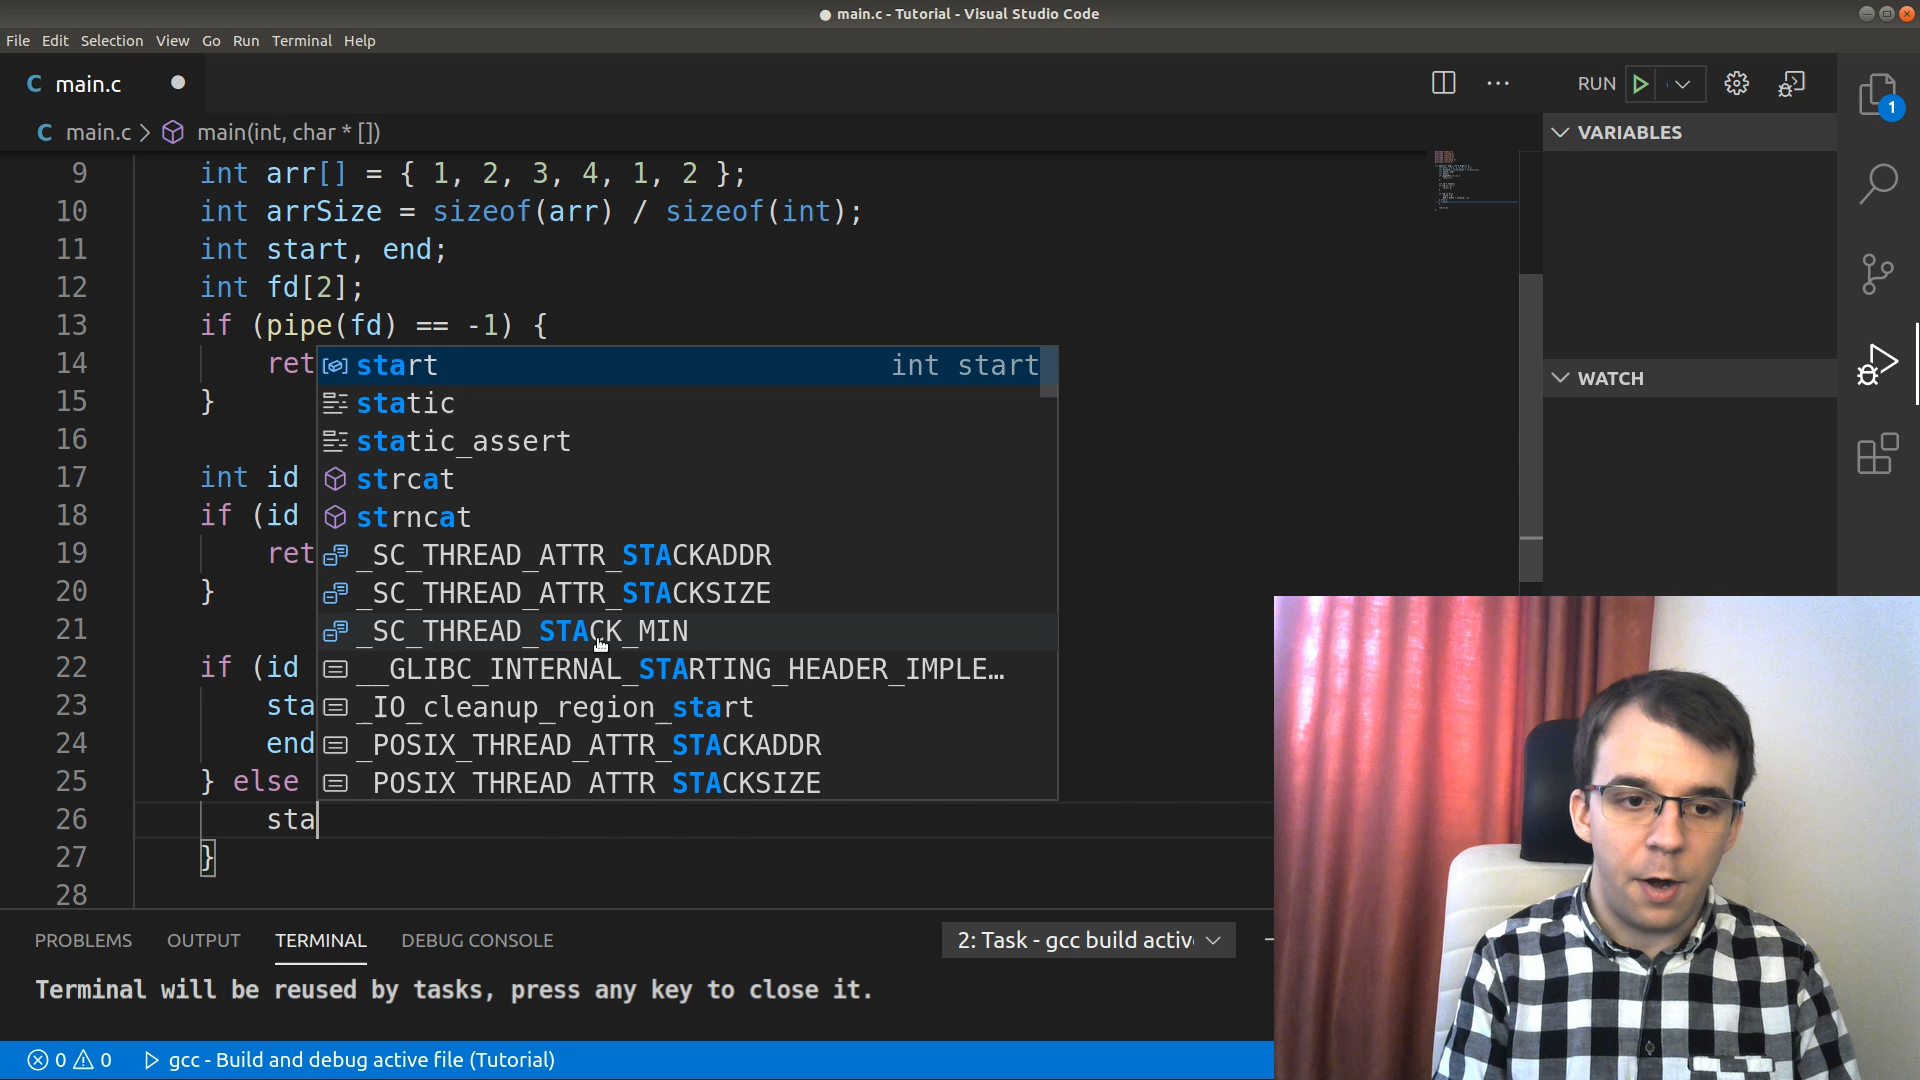 main.c - Tutorial - Visual Studio Code
File Edit Selection View Go Run Terminal Help
C main.c
RUN
1
C main.c > main(int, char * [])
VARIABLES
9 int arr[] = { 1, 2, 3, 4, 1, 2 };
10 int arrSize = sizeof(arr) / sizeof(int);
11 int start, end;
12 int fd[2];
13 if (pipe(fd) == -1) {
14 ret
15 }
16
17 int id
18 if (id
19 ret
20 }
21
22 if (id
23 sta
24 end
25 } else
26 sta
27 }
28
start int start
static
static_assert
strcat
strncat
_SC_THREAD_ATTR_STACKADDR
_SC_THREAD_ATTR_STACKSIZE
_SC_THREAD_STACK_MIN
__GLIBC_INTERNAL_STARTING_HEADER_IMPLE…
_IO_cleanup_region_start
_POSIX_THREAD_ATTR_STACKADDR
_POSIX_THREAD_ATTR_STACKSIZE
WATCH
PROBLEMS OUTPUT TERMINAL DEBUG CONSOLE
2: Task - gcc build activ
Terminal will be reused by tasks, press any key to close it.
0 0 gcc - Build and debug active file (Tutorial)